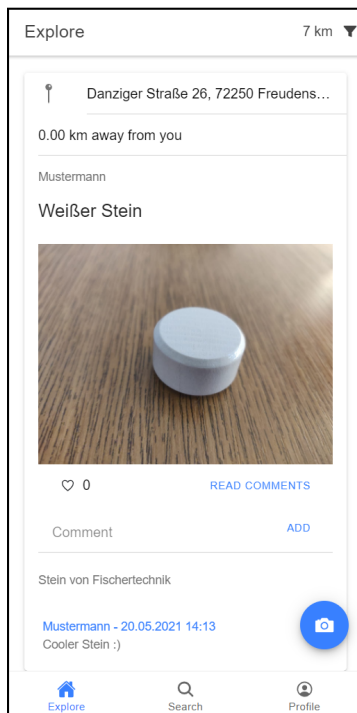 Explore 7 km
Danziger Straße 26, 72250 Freudens…
0.00 km away from you
Mustermann
Weißer Stein
0 READ COMMENTS
Comment ADD
Stein von Fischertechnik
Mustermann - 20.05.2021 14:13
Cooler Stein :)
Explore Search Profile